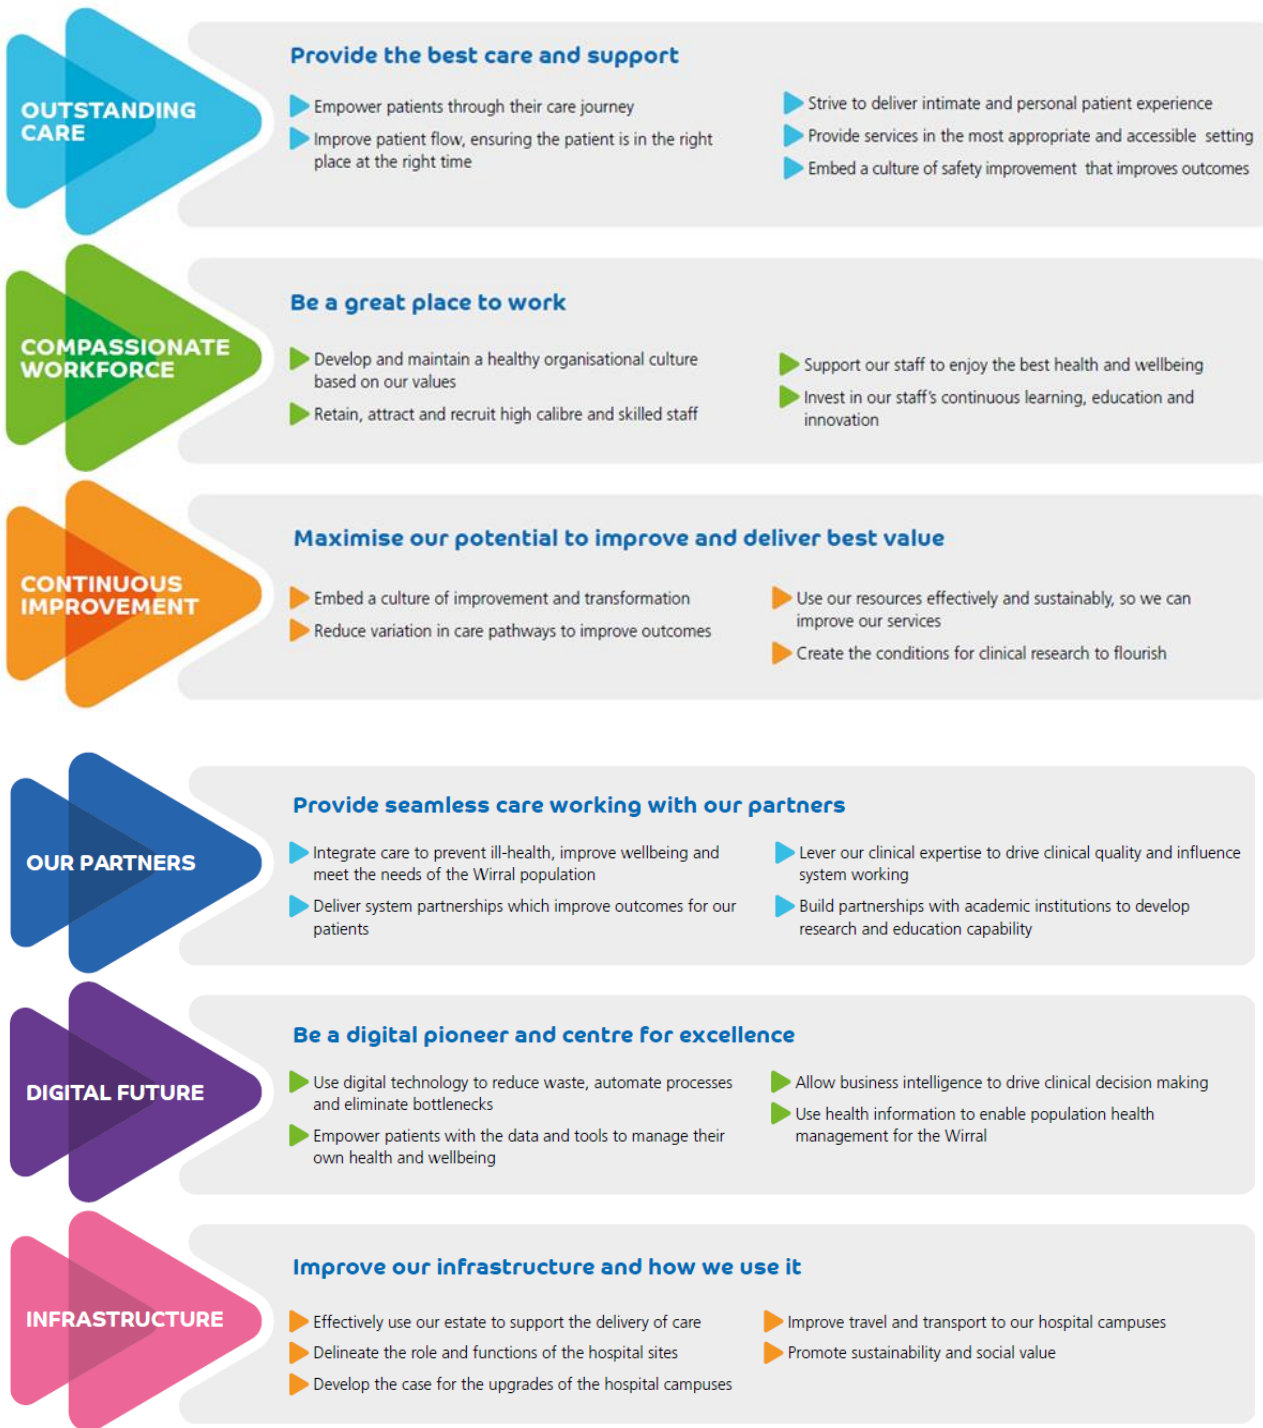 OUTSTANDING
CARE
Provide the best care and support
Empower patients through their care journey
Improve patient flow, ensuring the patient is in the right
place at the right time
Strive to deliver intimate and personal patient experience
Provide services in the most appropriate and accessible setting
Embed a culture of safety improvement that improves outcomes
COMPASSIONATE
WORKFORCE
Be a great place to work
Develop and maintain a healthy organisational culture
based on our values
Retain, attract and recruit high calibre and skilled staff
Support our staff to enjoy the best health and wellbeing
Invest in our staff's continuous learning, education and
innovation
CONTINUOUS
IMPROVEMENT
Maximise our potential to improve and deliver best value
Embed a culture of improvement and transformation
Reduce variation in care pathways to improve outcomes
Use our resources effectively and sustainably, so we can
improve our services
Create the conditions for clinical research to flourish
OUR PARTNERS
Provide seamless care working with our partners
Integrate care to prevent ill-health, improve wellbeing and
meet the needs of the Wirral population
Deliver system partnerships which improve outcomes for our
patients
Lever our clinical expertise to drive clinical quality and influence
system working
Build partnerships with academic institutions to develop
research and education capability
DIGITAL FUTURE
Be a digital pioneer and centre for excellence
Use digital technology to reduce waste, automate processes
and eliminate bottlenecks
Empower patients with the data and tools to manage their
own health and wellbeing
Allow business intelligence to drive clinical decision making
Use health information to enable population health
management for the Wirral
INFRASTRUCTURE
Improve our infrastructure and how we use it
Effectively use our estate to support the delivery of care
Delineate the role and functions of the hospital sites
Develop the case for the upgrades of the hospital campuses
Improve travel and transport to our hospital campuses
Promote sustainability and social value